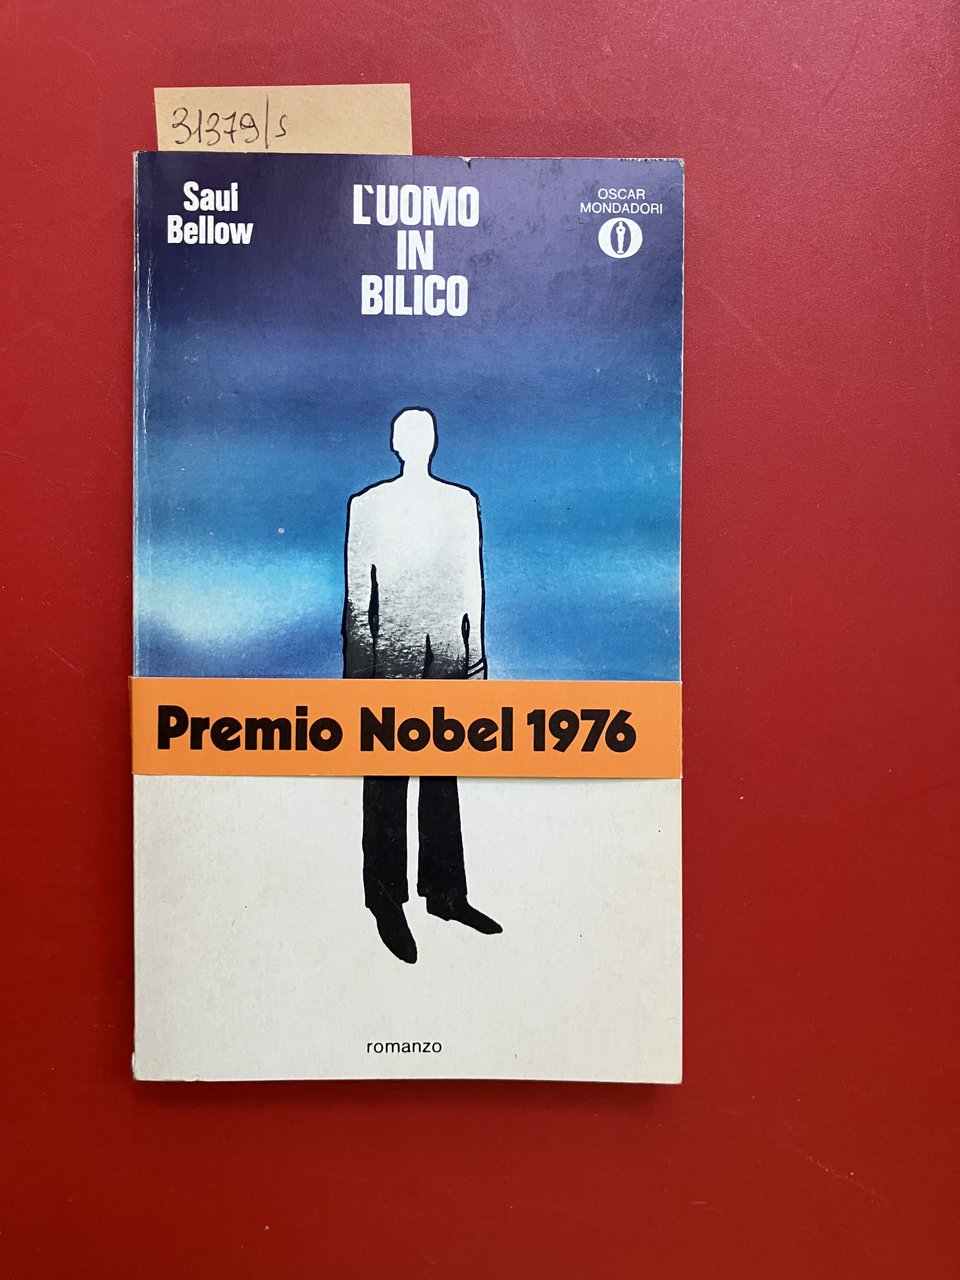 31379/s
Saul
Bellow
L'UOMO
IN
BILICO
OSCAR
MONDADORI
Premio Nobel 1976
romanzo